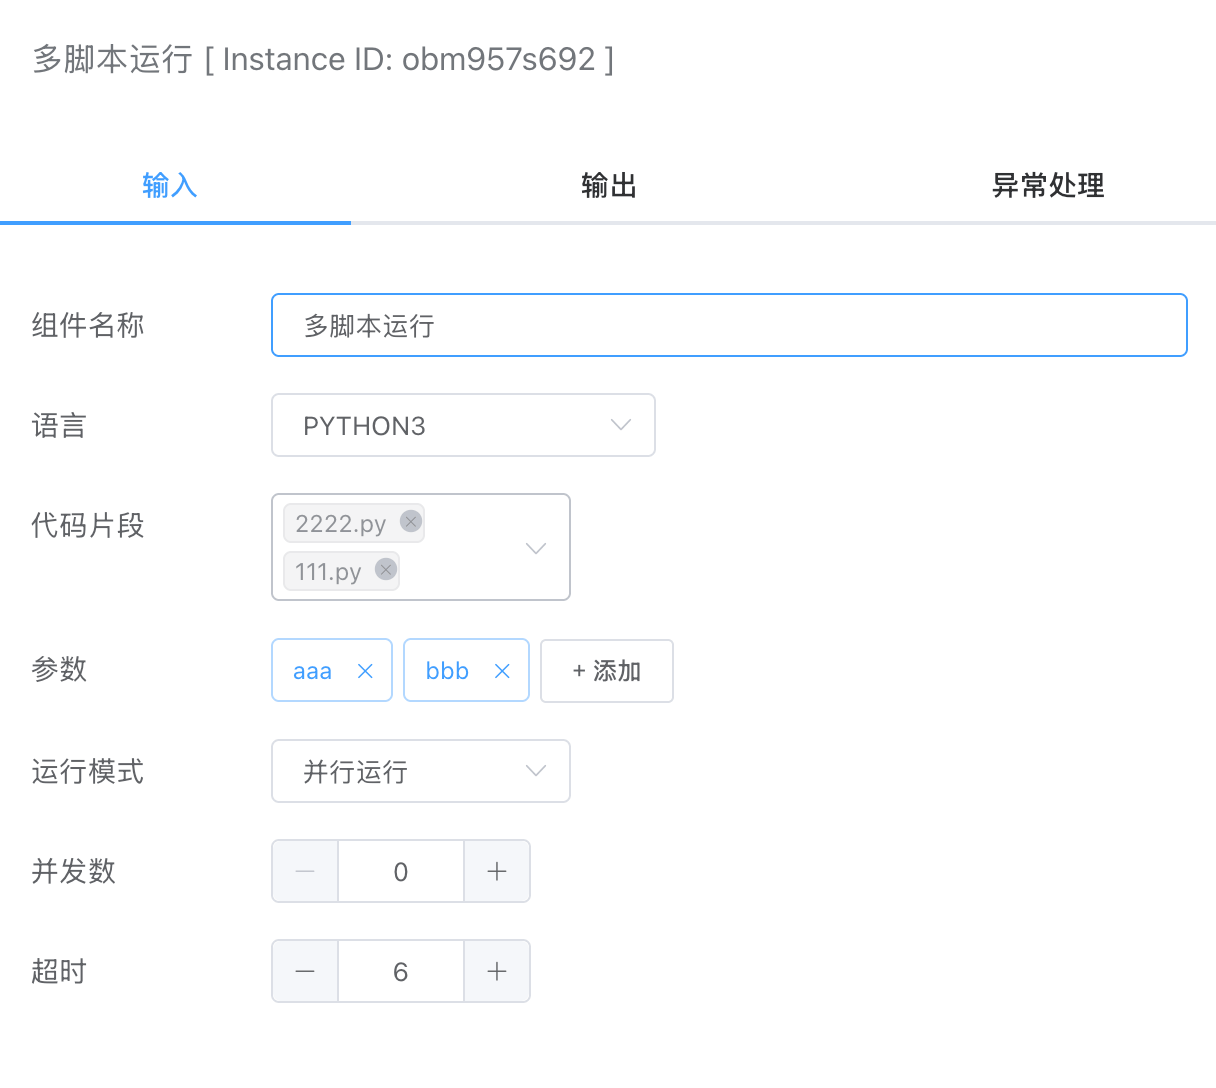 多脚本运行 [ Instance ID: obm957s692 ]
输入 输出 异常处理
组件名称 多脚本运行
语言 PYTHON3
代码片段 2222.py
111.py
参数 aaa bbb + 添加
运行模式 并行运行
并发数 0
超时 6